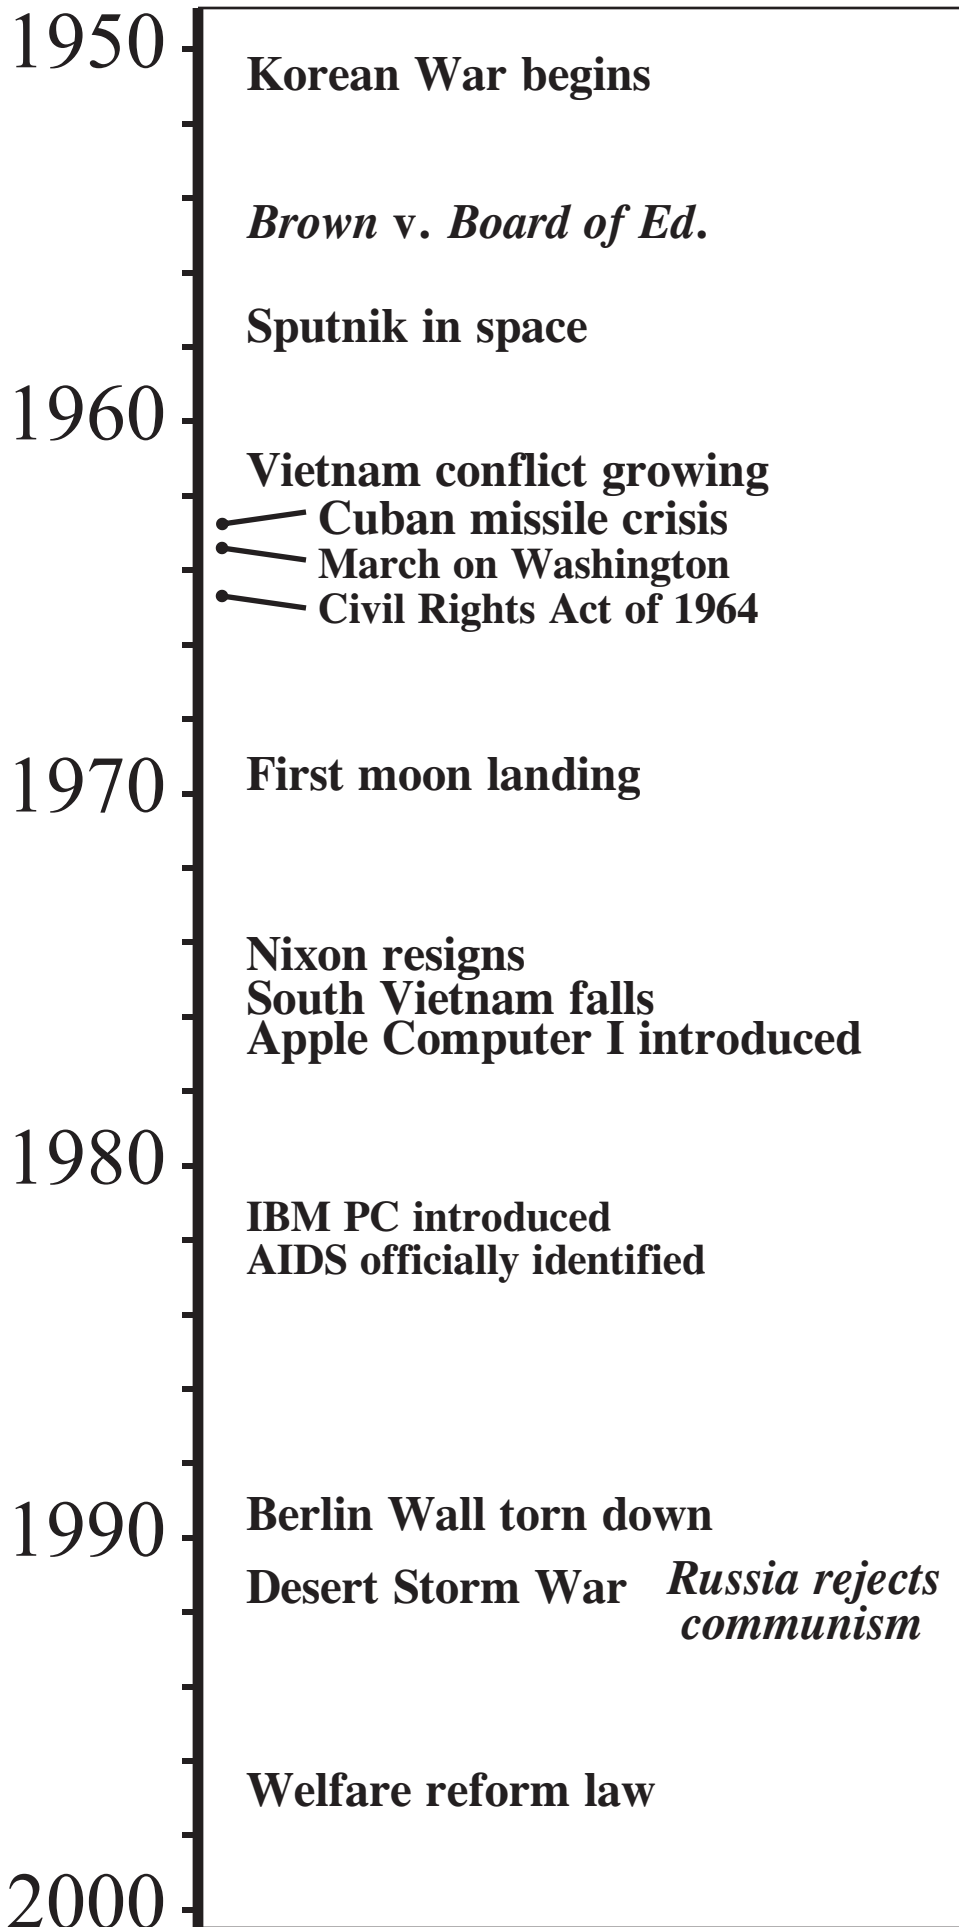 1950
Korean War begins
Brown v. Board of Ed.
Sputnik in space
1960
Vietnam conflict growing
Cuban missile crisis
March on Washington
Civil Rights Act of 1964
1970
First moon landing
Nixon resigns
South Vietnam falls
Apple Computer I introduced
1980
IBM PC introduced
AIDS officially identified
1990
Berlin Wall torn down
Desert Storm War
Russia rejects
communism
Welfare reform law
2000